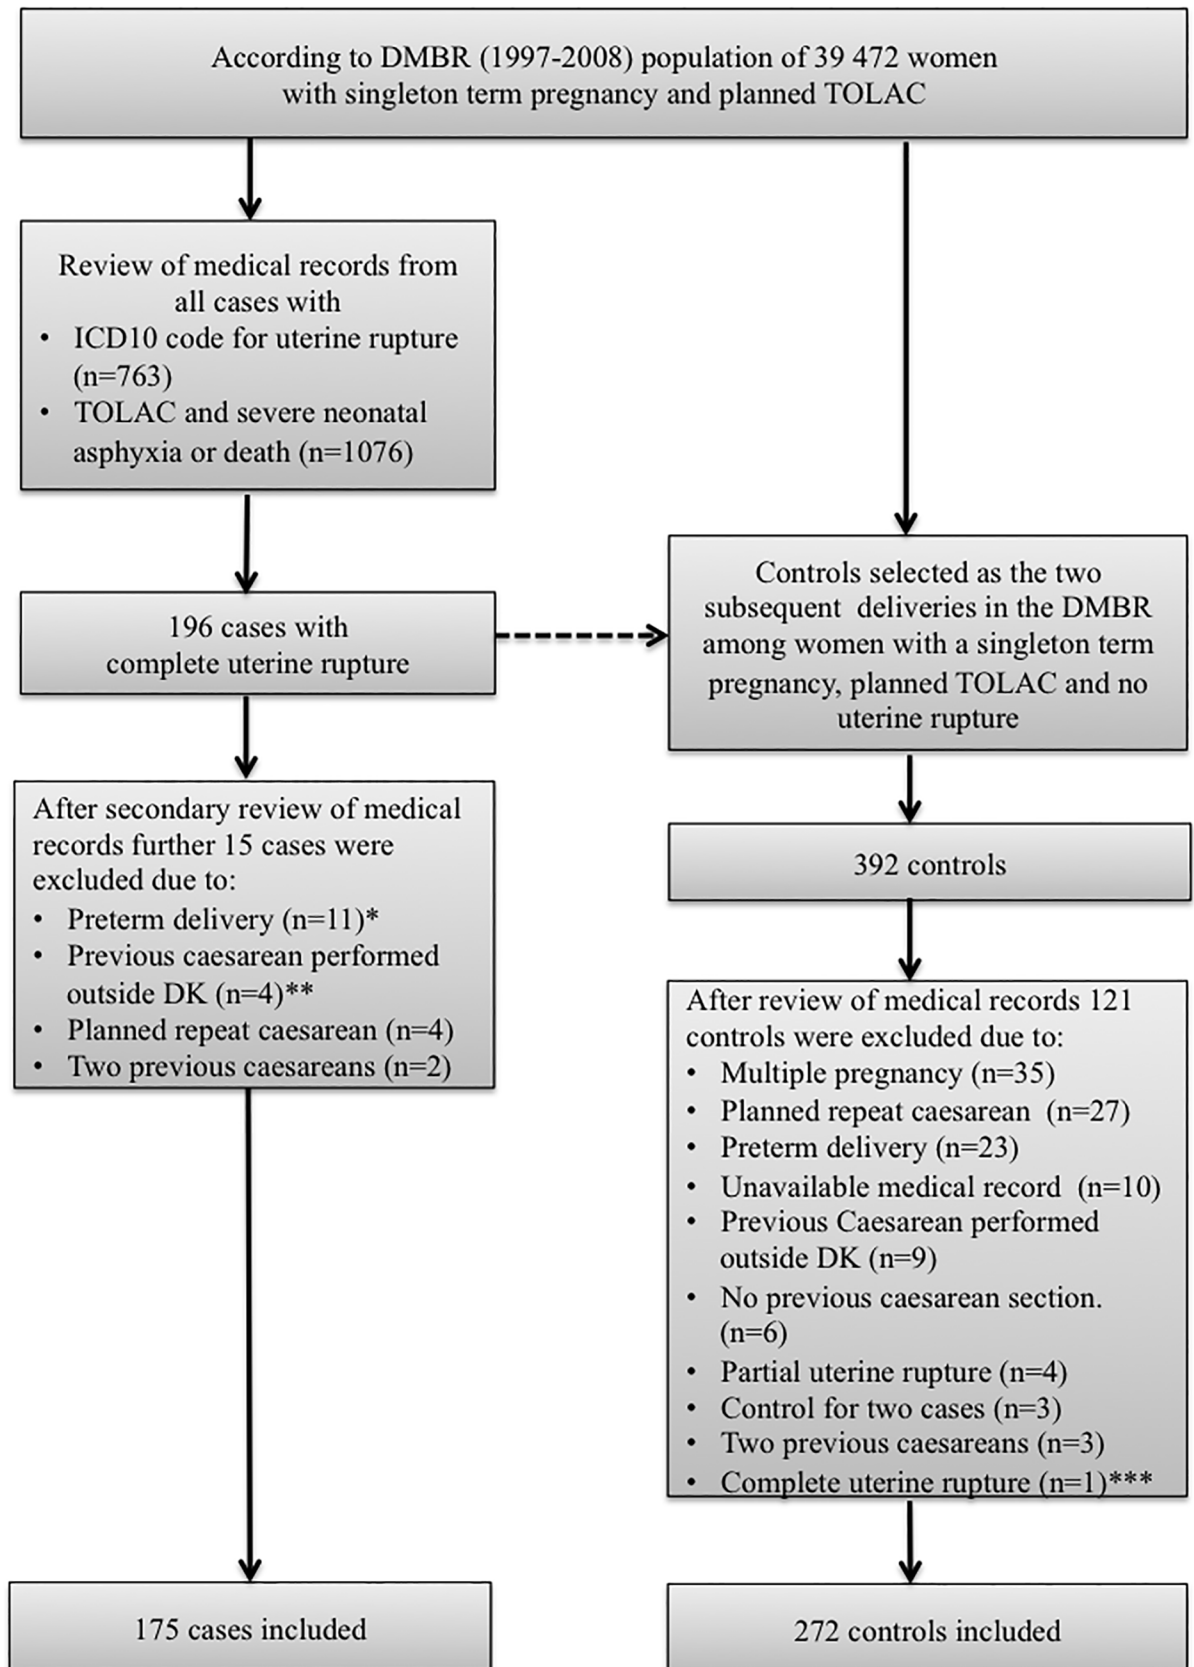 According to DMBR (1997-2008) population of 39 472 women
with singleton term pregnancy and planned TOLAC
Review of medical records from
all cases with
• ICD10 code for uterine rupture
(n=763)
• TOLAC and severe neonatal
asphyxia or death (n=1076)
196 cases with
complete uterine rupture
Controls selected as the two
subsequent deliveries in the DMBR
among women with a singleton term
pregnancy, planned TOLAC and no
uterine rupture
After secondary review of medical
records further 15 cases were
excluded due to:
• Preterm delivery (n=11)*
• Previous caesarean performed
outside DK (n=4)**
• Planned repeat caesarean (n=4)
• Two previous caesareans (n=2)
392 controls
After review of medical records 121
controls were excluded due to:
• Multiple pregnancy (n=35)
• Planned repeat caesarean (n=27)
• Preterm delivery (n=23)
• Unavailable medical record (n=10)
• Previous Caesarean performed
outside DK (n=9)
• No previous caesarean section.
(n=6)
• Partial uterine rupture (n=4)
• Control for two cases (n=3)
• Two previous caesareans (n=3)
• Complete uterine rupture (n=1)***
175 cases included
272 controls included